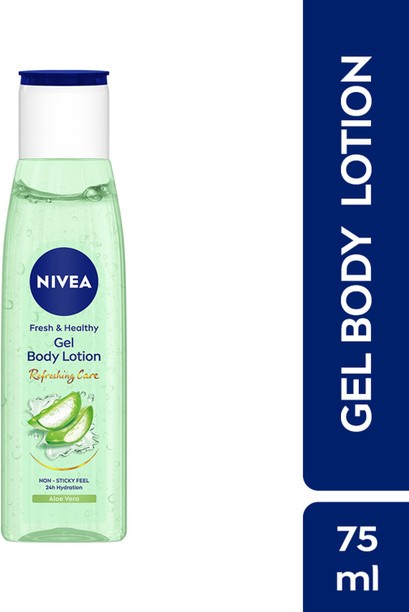 NIVEA
Fresh & Healthy
Gel
Body Lotion
Refreshing Care
NON - STICKY FEEL
24h Hydration
Aloe Vera
GEL BODY LOTION
75
ml